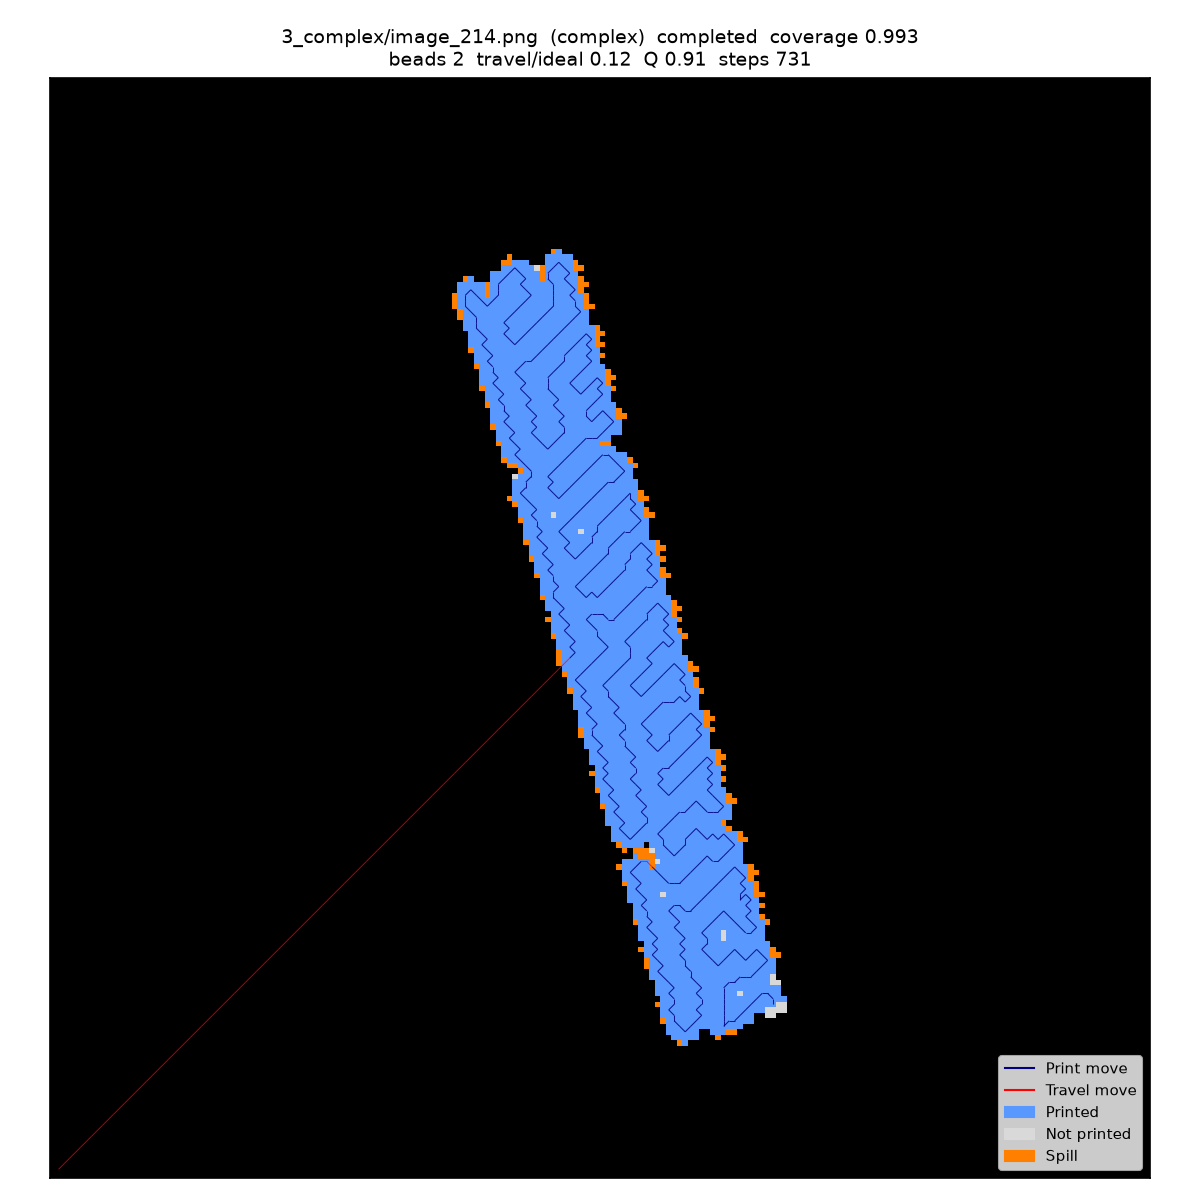 3_complex/image_214.png  (complex)  completed  coverage 0.993
beads 2  travel/ideal 0.12  Q 0.91  steps 731
Print move
Travel move
Printed
Not printed
Spill